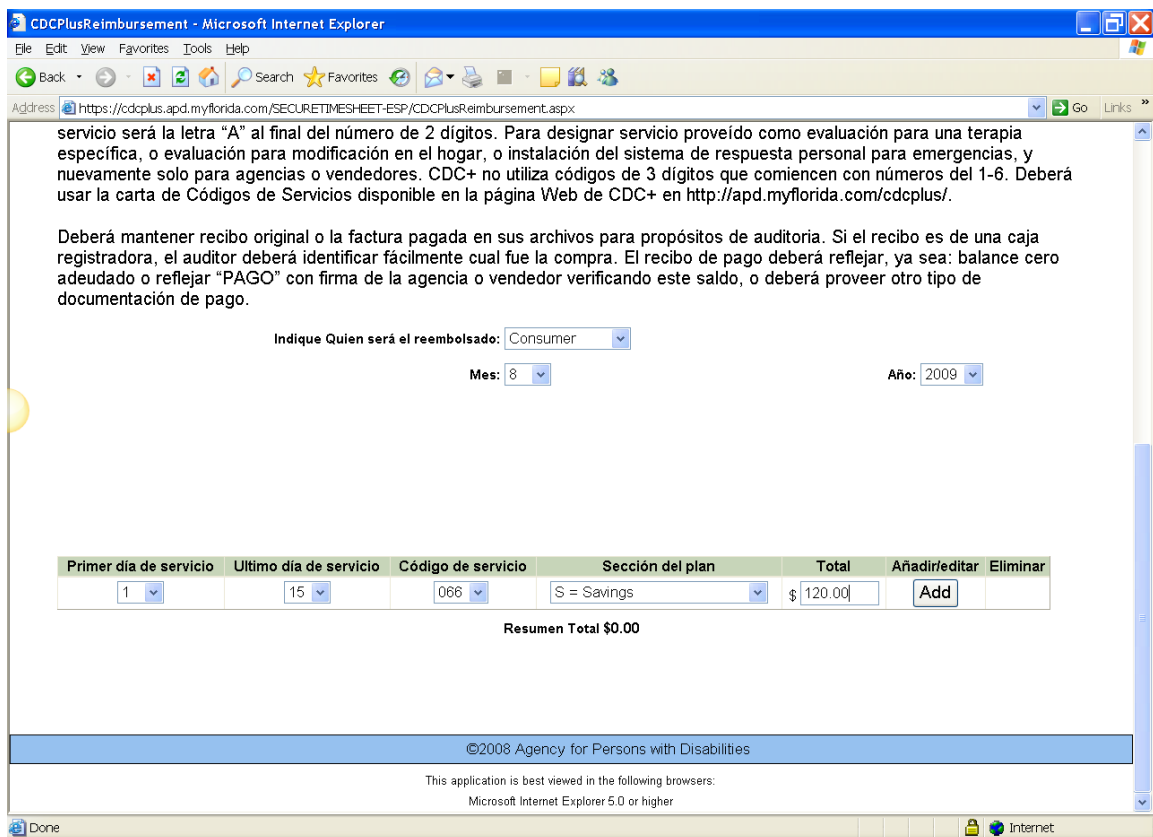 CDCPlusReimbursement - Microsoft Internet Explorer
File Edit View Favorites Tools Help
Back Search Favorites
Address https://cdcplus.apd.myflorida.com/SECURETIMESHEET-ESP/CDCPlusReimbursement.aspx Go Links »
servicio será la letra “A” al final del número de 2 dígitos. Para designar servicio proveído como evaluación para una terapia
específica, o evaluación para modificación en el hogar, o instalación del sistema de respuesta personal para emergencias, y
nuevamente solo para agencias o vendedores. CDC+ no utiliza códigos de 3 dígitos que comiencen con números del 1-6. Deberá
usar la carta de Códigos de Servicios disponible en la página Web de CDC+ en http://apd.myflorida.com/cdcplus/.
Deberá mantener recibo original o la factura pagada en sus archivos para propósitos de auditoria. Si el recibo es de una caja
registradora, el auditor deberá identificar fácilmente cual fue la compra. El recibo de pago deberá reflejar, ya sea: balance cero
adeudado o reflejar “PAGO” con firma de la agencia o vendedor verificando este saldo, o deberá proveer otro tipo de
documentación de pago.
Indique Quien será el reembolsado: Consumer
Mes: 8 Año: 2009
Primer día de servicio Ultimo día de servicio Código de servicio Sección del plan Total Añadir/editar Eliminar
1 15 066 S = Savings $ 120.00 Add
Resumen Total $0.00
©2008 Agency for Persons with Disabilities
This application is best viewed in the following browsers:
Microsoft Internet Explorer 5.0 or higher
Done Internet